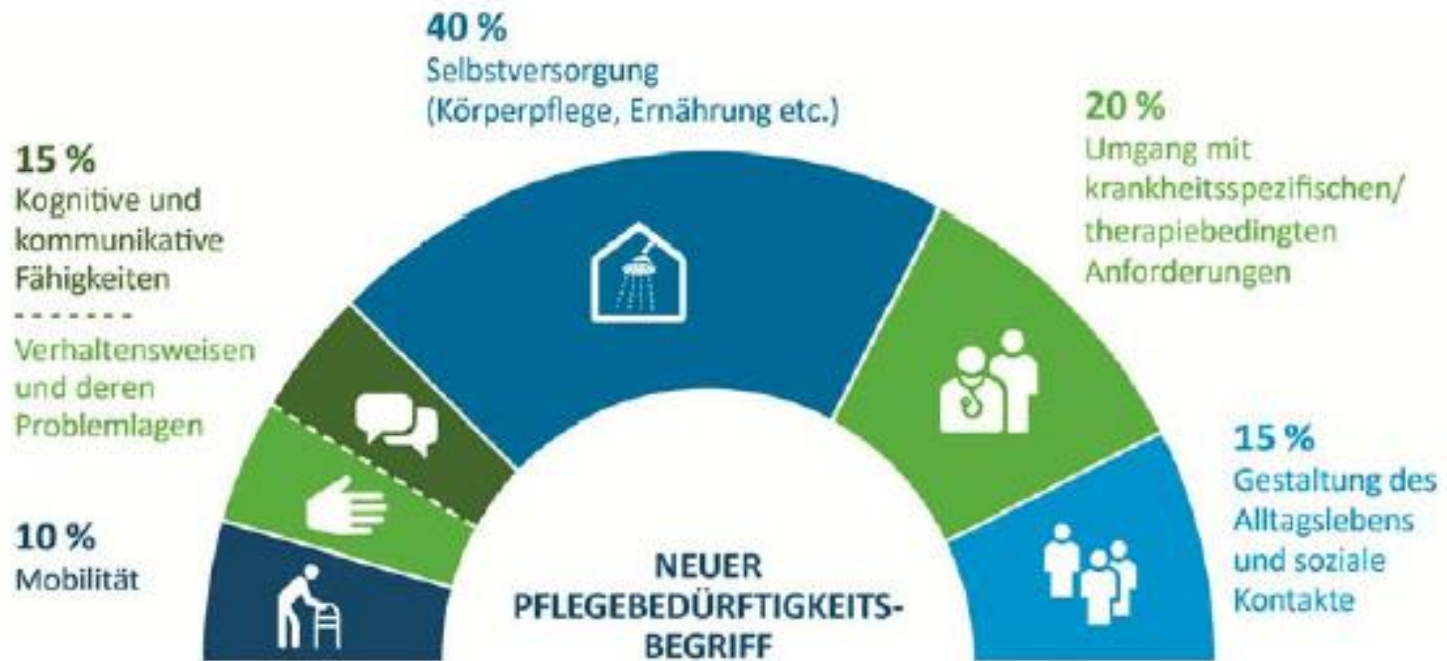 40 %
Selbstversorgung
(Körperpflege, Ernährung etc.)
15 %
Kognitive und
kommunikative
Fähigkeiten
-------
Verhaltensweisen
und deren
Problemlagen
10 %
Mobilität
20 %
Umgang mit
krankheitsspezifischen/
therapiebedingten
Anforderungen
15 %
Gestaltung des
Alltagslebens
und soziale
Kontakte
NEUER
PFLEGEBEDÜRFTIGKEITS-
BEGRIFF